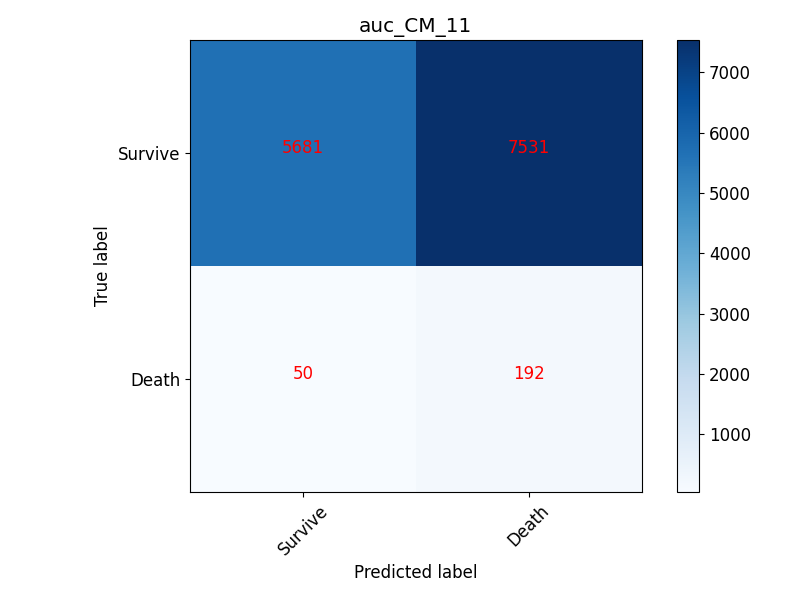 auc_CM_11
Survive
5681
7531
Death
50
192
True label
Survive
Death
Predicted label
7000
6000
5000
4000
3000
2000
1000